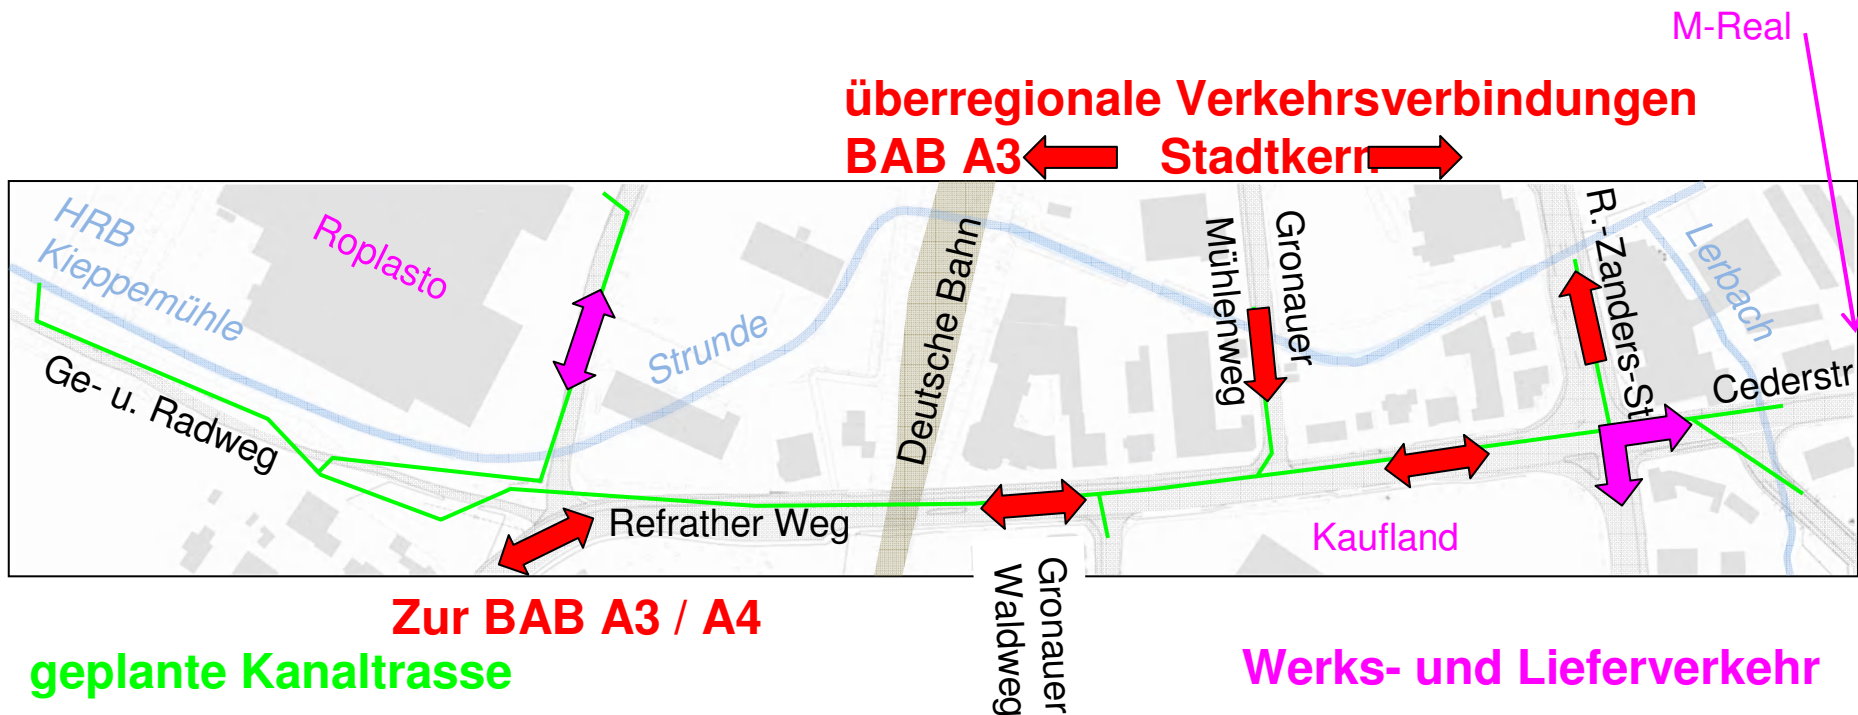 M-Real
überregionale Verkehrsverbindungen
BAB A3 Stadtkern
HRB
Kieppemühle
Roplasto
Ge- u. Radweg
Strunde
Deutsche Bahn
Gronauer
Mühlenweg
R.-Zanders-St
Lerbach
Cederstr
Refrather Weg
Kaufland
Gronauer
Waldweg
Zur BAB A3 / A4
geplante Kanaltrasse
Werks- und Lieferverkehr